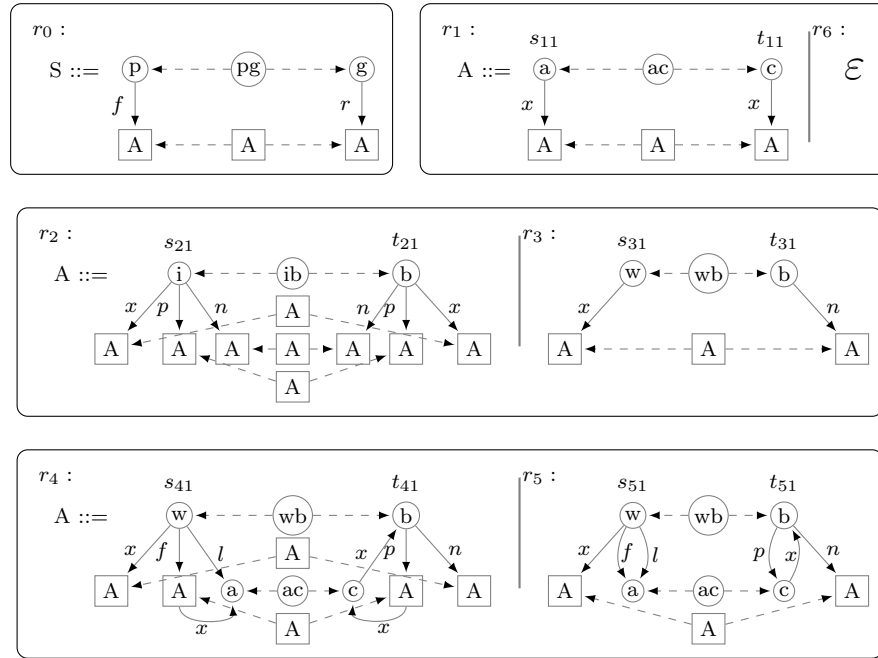 r₀ :
S ::= p pg g
f r
A A A
r₁ : s₁₁ t₁₁ r₆ :
A ::= a ac c ε
x x
A A A
r₂ : s₂₁ t₂₁ r₃ : s₃₁ t₃₁
A ::= i ib b w wb b
x p n A n p x x n
A A A A A A A A A A
A
r₄ : s₄₁ t₄₁ r₅ : s₅₁ t₅₁
A ::= w wb b w wb b
x f l A x p n x f l p x n
A A a ac c A A A a ac c A
x A x A